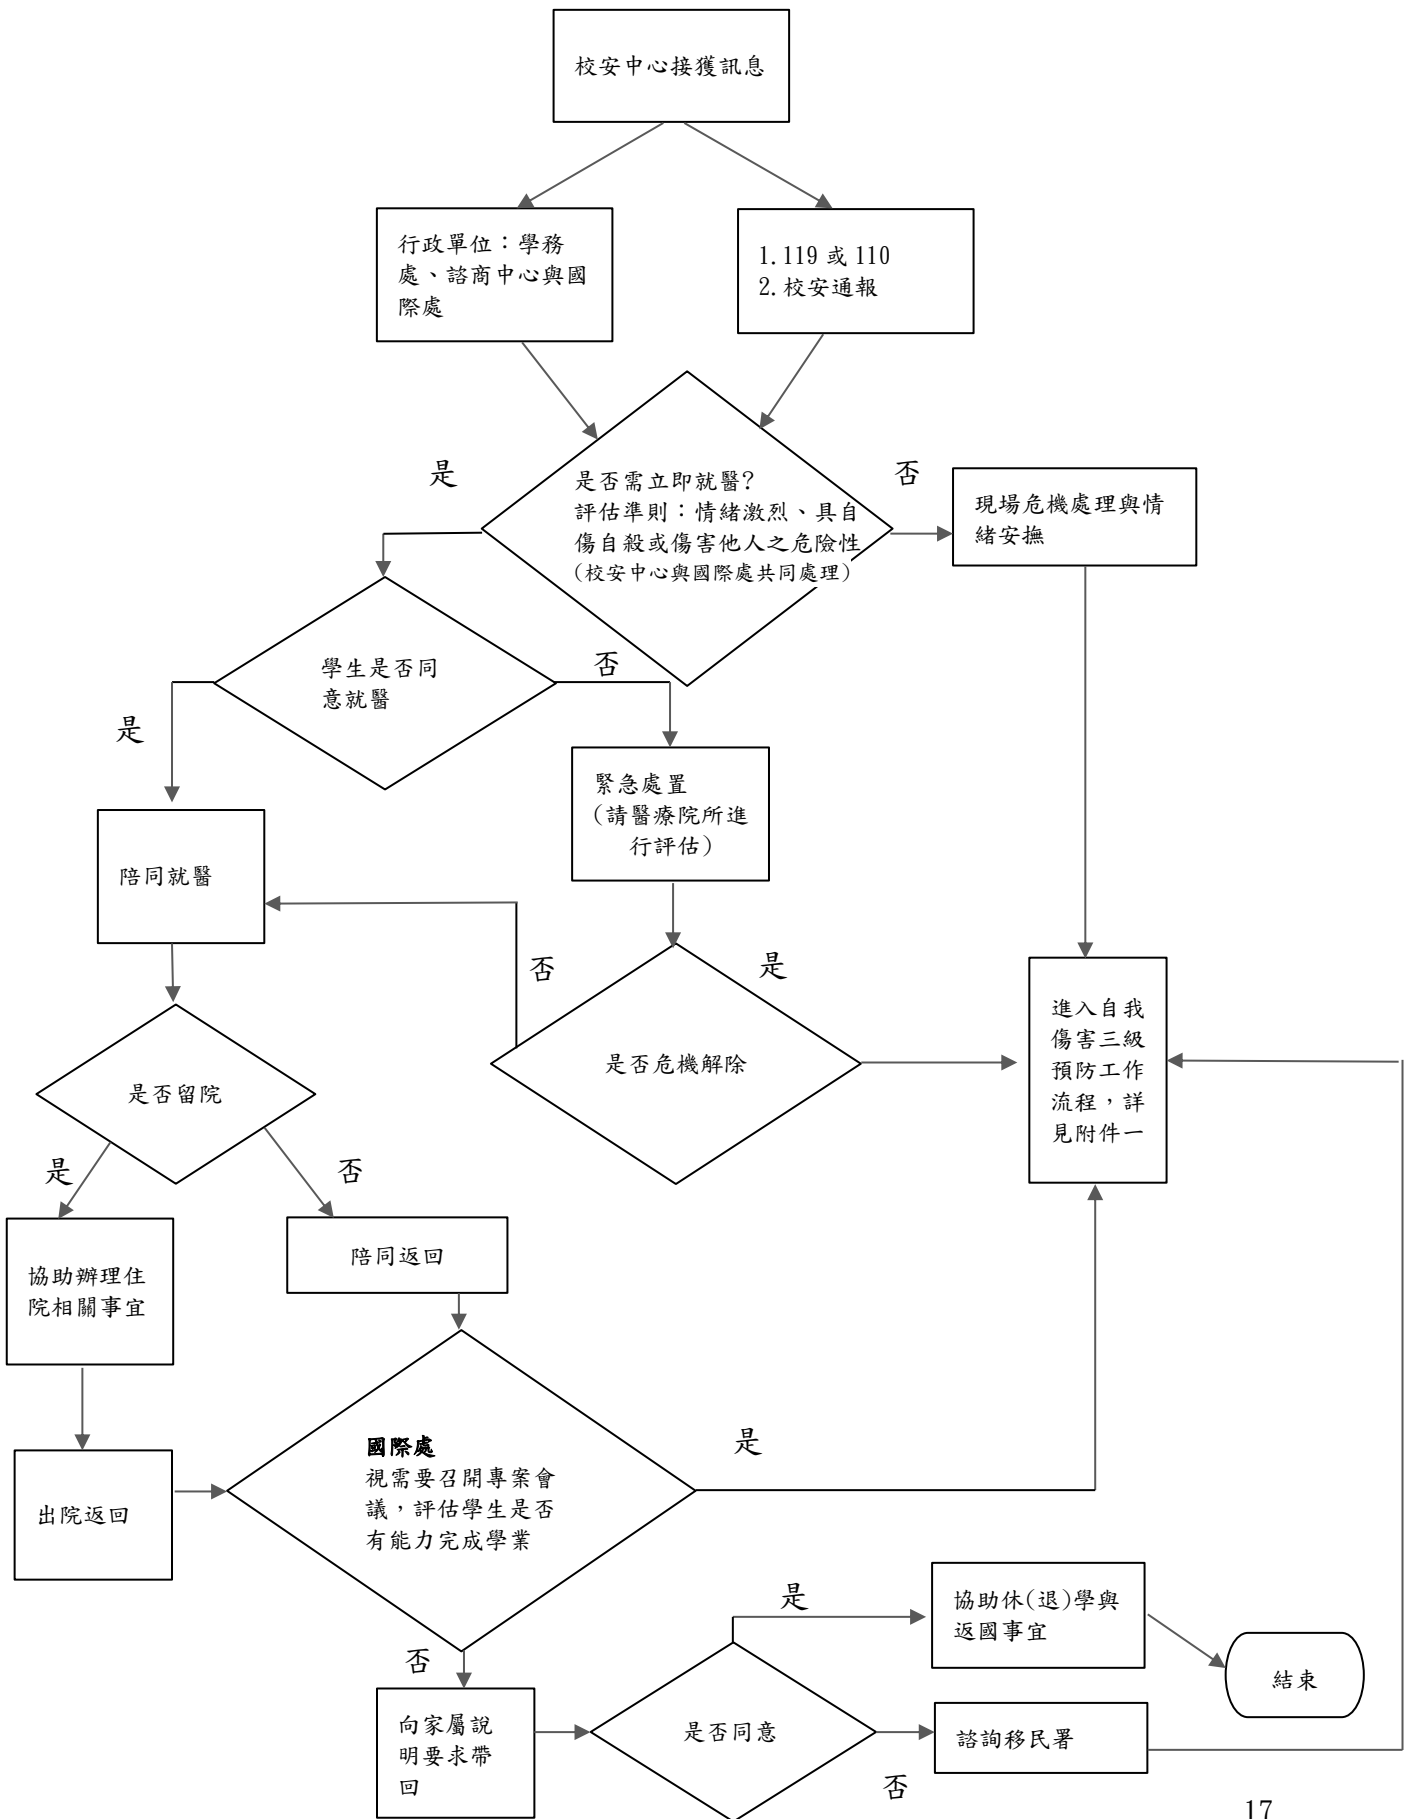 校安中心接獲訊息
行政單位：學務
處、諮商中心與國
際處
1.119 或 110
2.校安通報
是否需立即就醫?
評估準則：情緒激烈、具自
傷自殺或傷害他人之危險性
(校安中心與國際處共同處理)
是
否
現場危機處理與情
緒安撫
學生是否同
意就醫
是
否
緊急處置
(請醫療院所進
行評估)
陪同就醫
是否危機解除
否
是
進入自我
傷害三級
預防工作
流程，詳
見附件一
是否留院
是
否
協助辦理住
院相關事宜
陪同返回
出院返回
國際處
視需要召開專案會
議，評估學生是否
有能力完成學業
是
否
向家屬說
明要求帶
回
是否同意
是
協助休(退)學與
返國事宜
結束
否
諮詢移民署
17